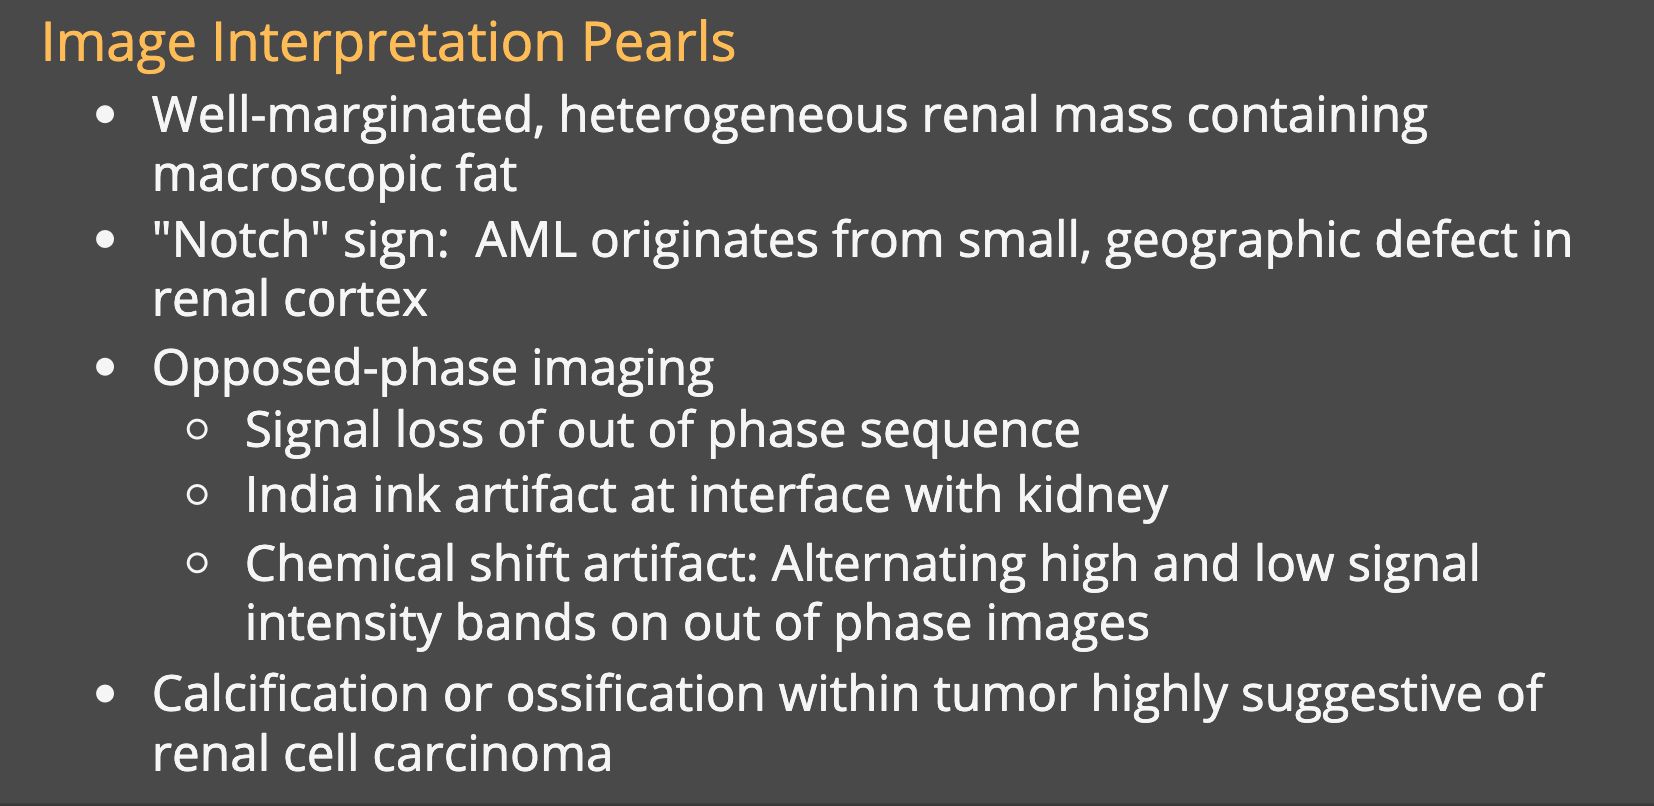 Image Interpretation Pearls
• Well-marginated, heterogeneous renal mass containing
macroscopic fat
• "Notch" sign:  AML originates from small, geographic defect in
renal cortex
• Opposed-phase imaging
○ Signal loss of out of phase sequence
○ India ink artifact at interface with kidney
○ Chemical shift artifact: Alternating high and low signal
intensity bands on out of phase images
• Calcification or ossification within tumor highly suggestive of
renal cell carcinoma